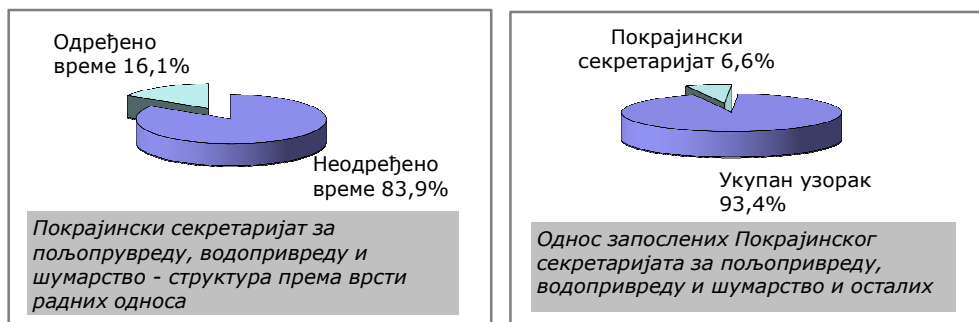 Одређено
време 16,1%
Неодређено
време 83,9%
Покрајински секретаријат за
пољопрувреду, водопривреду и
шумарство - структура према врсти
радних односа
Покрајински
секретаријат 6,6%
Укупан узорак
93,4%
Однос запослених Покрајинског
секретаријата за пољопривреду,
водопривреду и шумарство и осталих